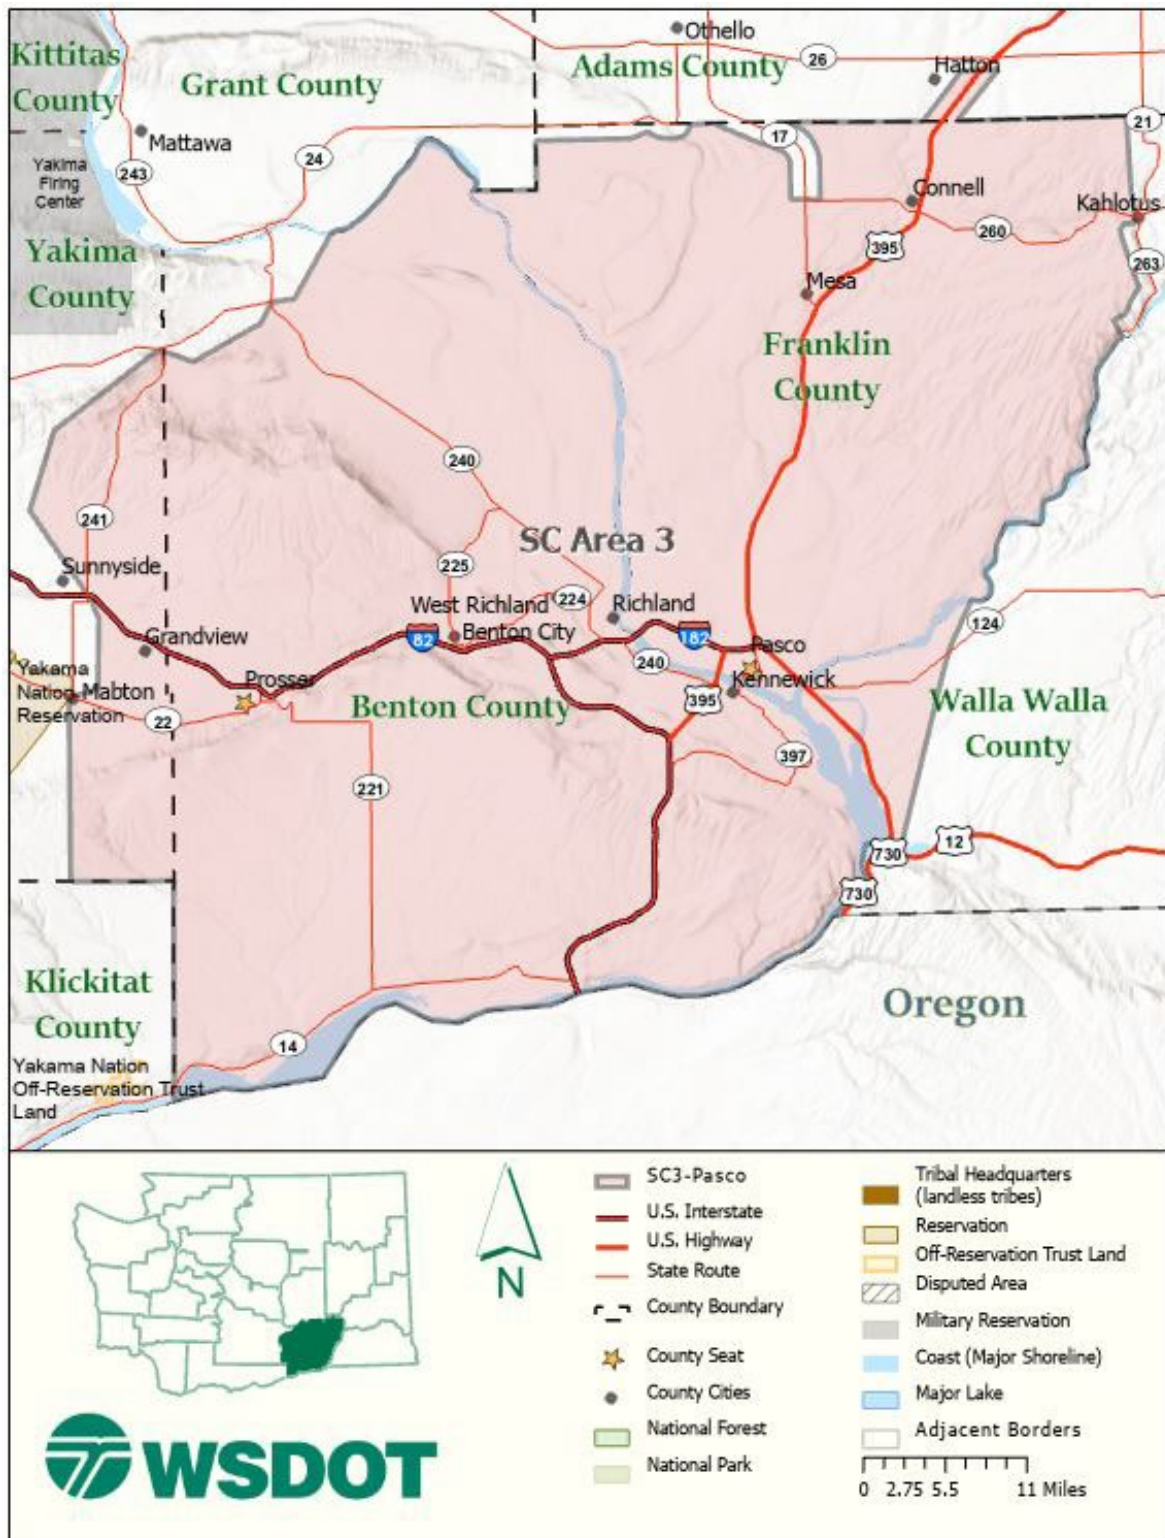 Othello
Kittitas
County
Grant County
Adams County
26
Hatton
Mattawa
17
21
Yakima
Firing
Center
243
24
Connell
Kahlotus
260
Yakima
County
395
263
Mesa
Franklin
County
240
241
SC Area 3
Sunnyside
225
West Richland
224
Richland
124
Grandview
82
Benton City
182
Pasco
240
Yakama
Nation
Reservation
Mabton
Prosser
Kennewick
22
Benton County
395
Walla Walla
County
397
221
730
12
730
Klickitat
County
Oregon
14
Yakama Nation
Off-Reservation Trust
Land
N
WSDOT
SC3-Pasco
U.S. Interstate
U.S. Highway
State Route
County Boundary
County Seat
County Cities
National Forest
National Park
Tribal Headquarters
(landless tribes)
Reservation
Off-Reservation Trust Land
Disputed Area
Military Reservation
Coast (Major Shoreline)
Major Lake
Adjacent Borders
0 2.75 5.5 11 Miles